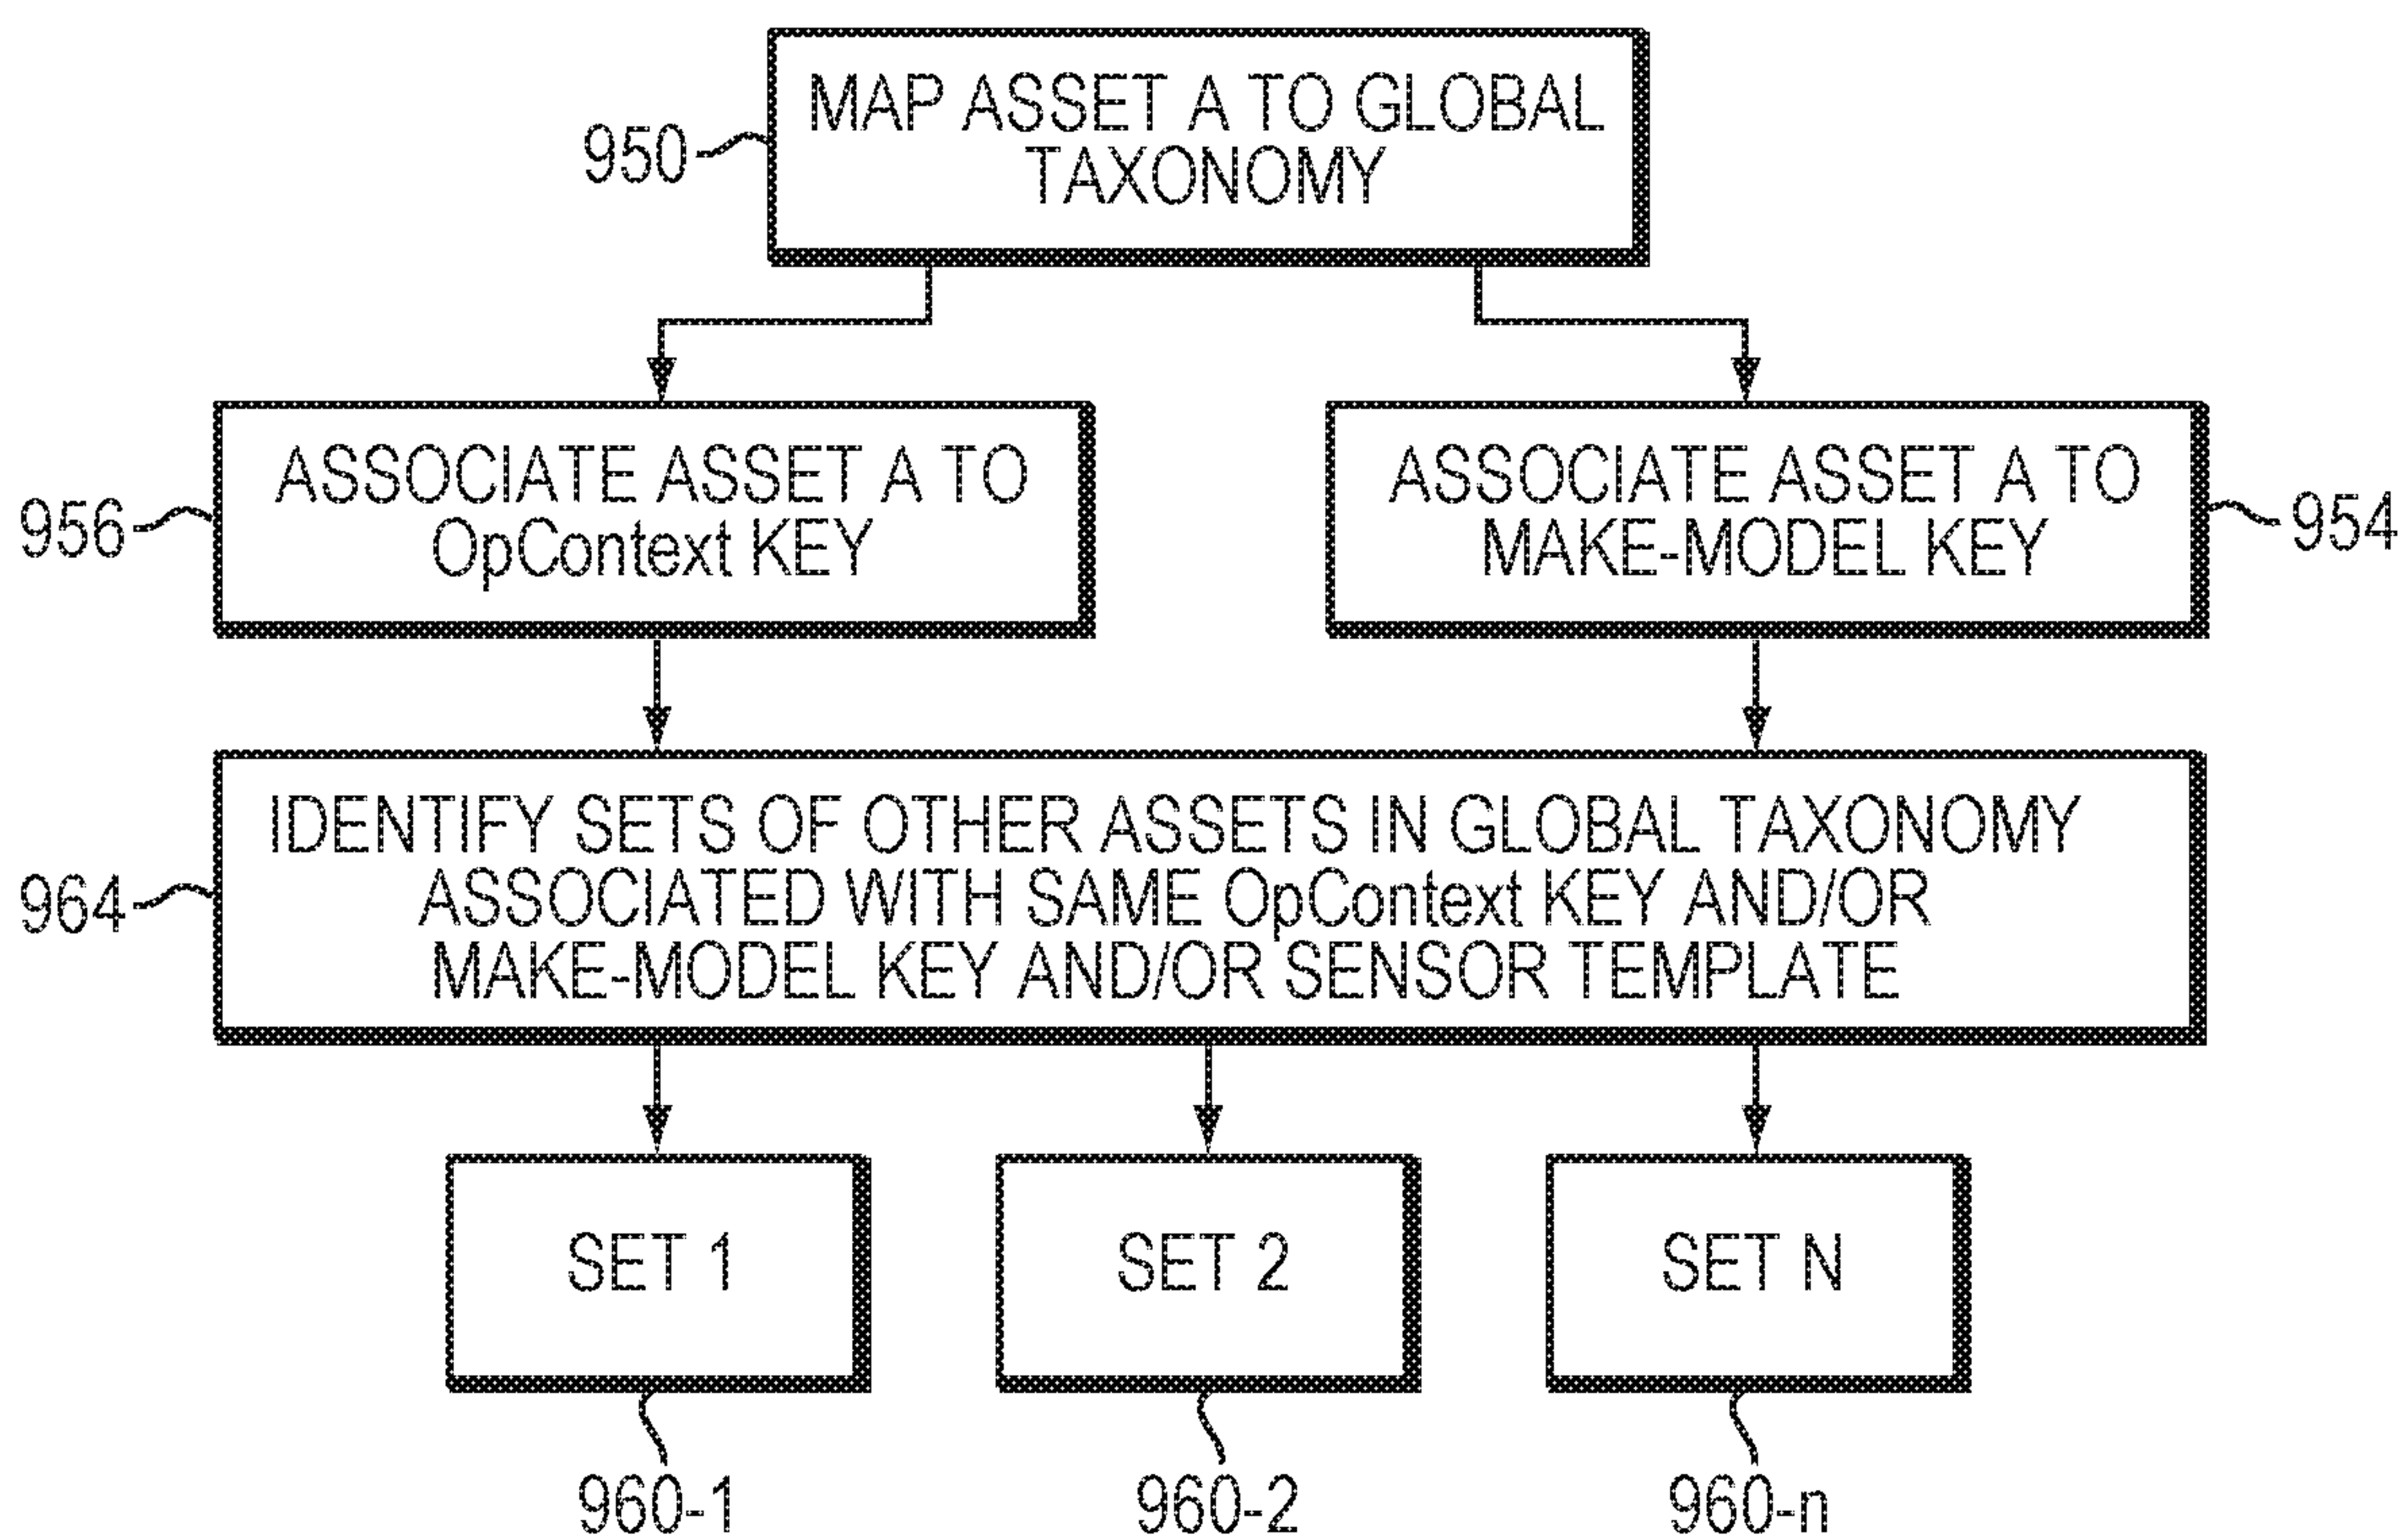 MAP ASSET A TO GLOBAL
TAXONOMY
950
ASSOCIATE ASSET A TO
OpContext KEY
956
ASSOCIATE ASSET A TO
MAKE-MODEL KEY
954
IDENTIFY SETS OF OTHER ASSETS IN GLOBAL TAXONOMY
ASSOCIATED WITH SAME OpContext KEY AND/OR
MAKE-MODEL KEY AND/OR SENSOR TEMPLATE
964
SET 1
SET 2
SET N
960-1
960-2
960-n